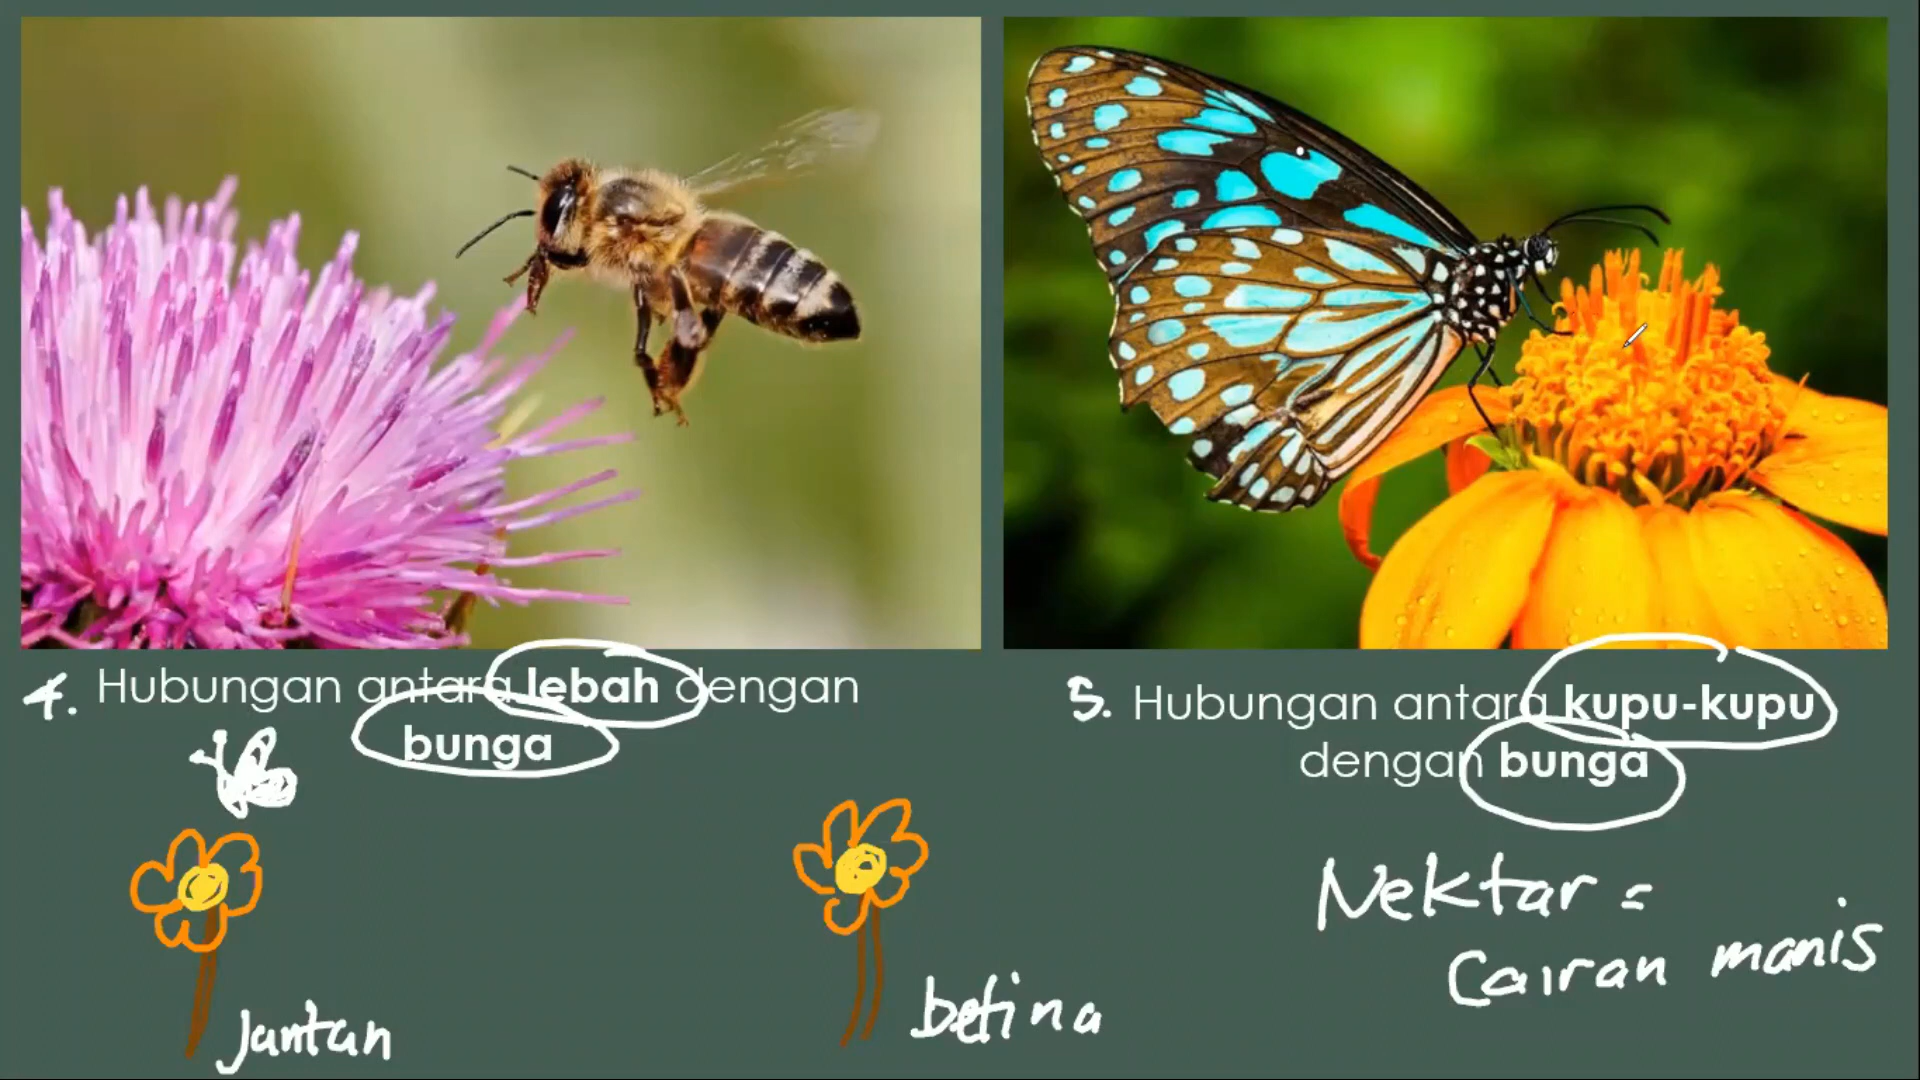 4. Hubungan antara lebah dengan
bunga
5. Hubungan antara kupu-kupu
dengan bunga
Nektar =
Cairan manis
Jantan
betina